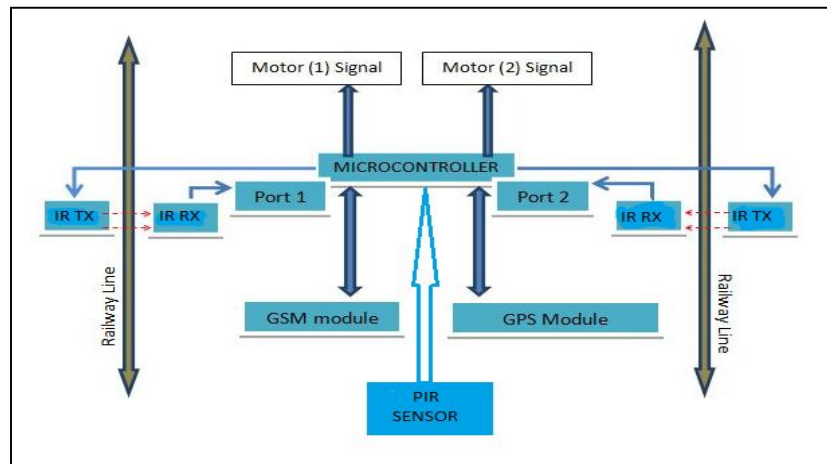 Motor (1) Signal
Motor (2) Signal
MICROCONTROLLER
Port 1
Port 2
IR TX
IR RX
IR RX
IR TX
Railway Line
Railway Line
GSM module
GPS Module
PIR
SENSOR